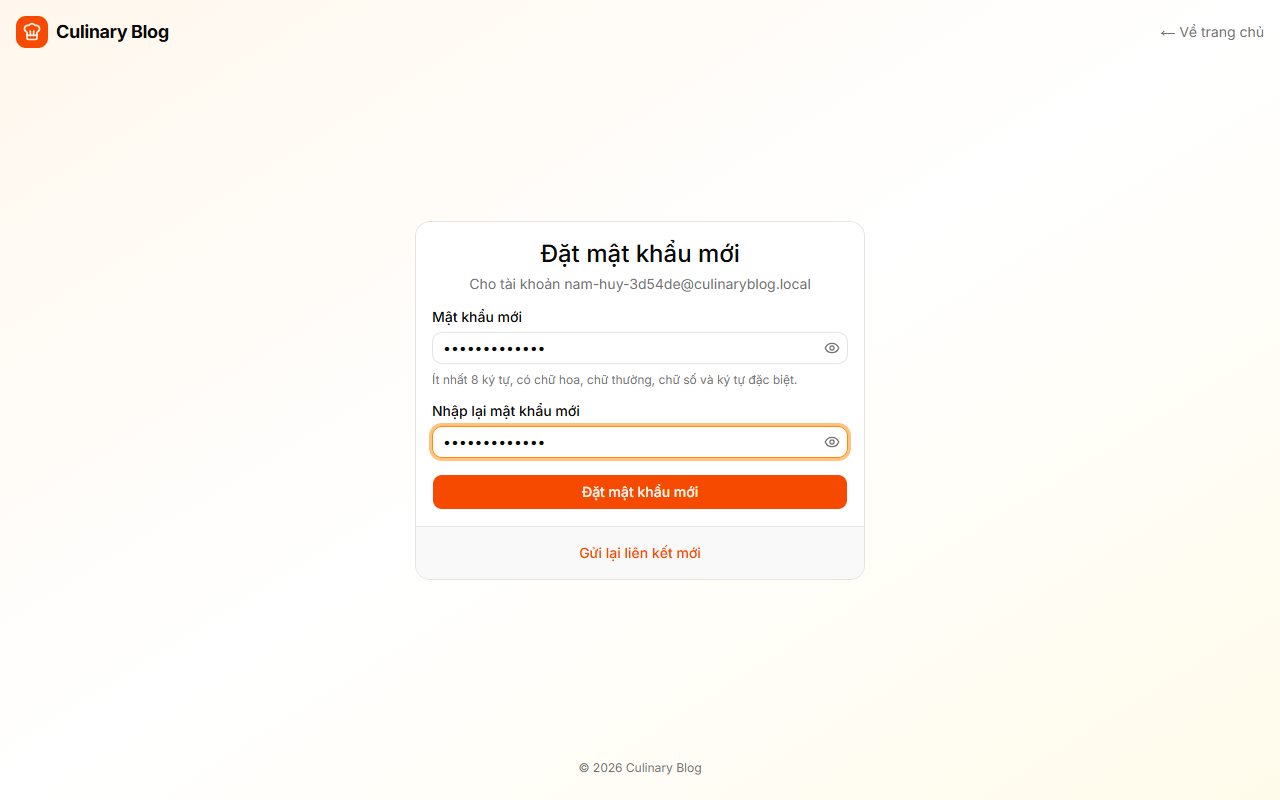 Culinary Blog
← Về trang chủ
Đặt mật khẩu mới
Cho tài khoản nam-huy-3d54de@culinaryblog.local
Mật khẩu mới
•••••••••••••
Ít nhất 8 ký tự, có chữ hoa, chữ thường, chữ số và ký tự đặc biệt.
Nhập lại mật khẩu mới
•••••••••••••
Đặt mật khẩu mới
Gửi lại liên kết mới
© 2026 Culinary Blog